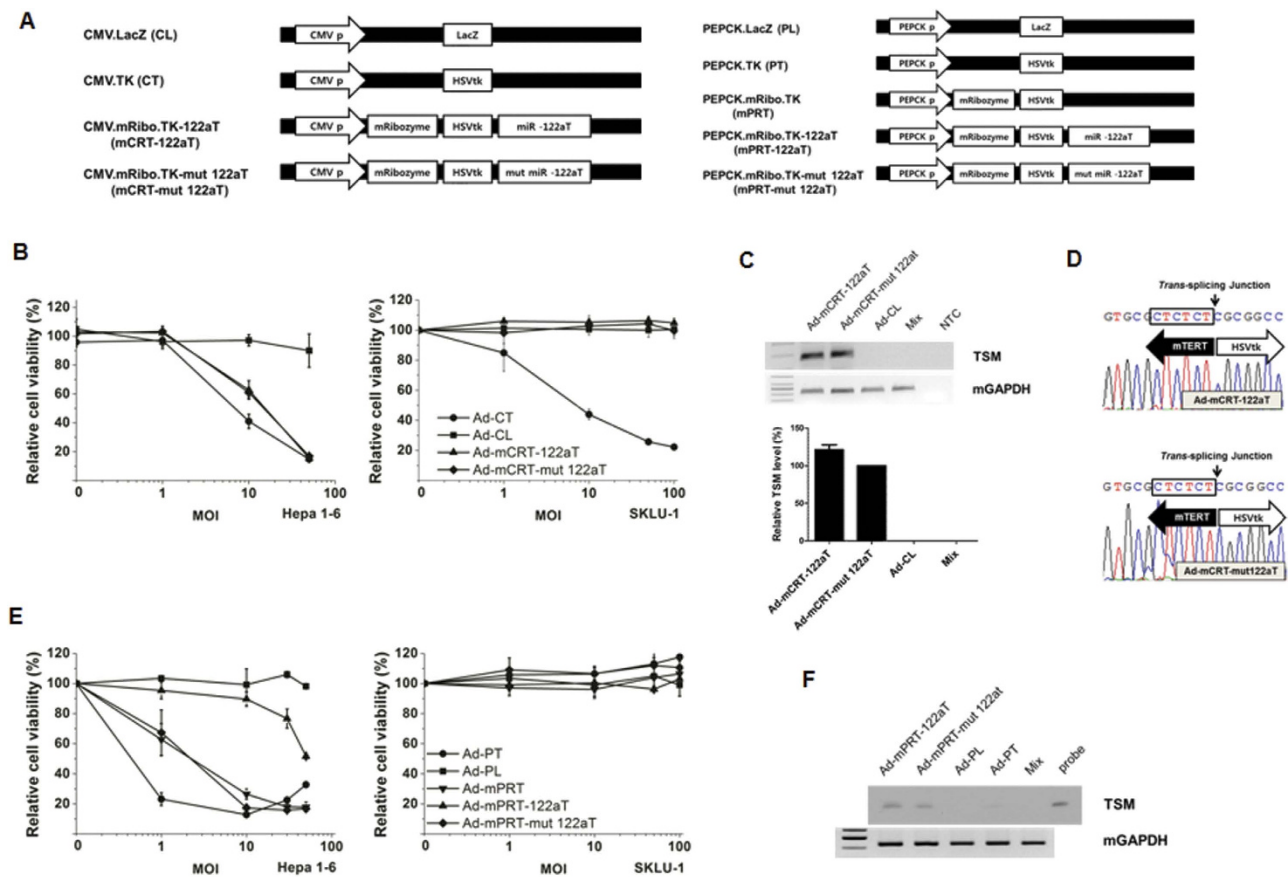 A
CMV.LacZ (CL)
CMV p
LacZ
CMV.TK (CT)
CMV p
HSVtk
CMV.mRibo.TK-122aT
(mCRT-122aT)
CMV p
mRibozyme
HSVtk
miR -122aT
CMV.mRibo.TK-mut 122aT
(mCRT-mut 122aT)
CMV p
mRibozyme
HSVtk
mut miR -122aT
PEPCK.LacZ (PL)
PEPCK p
LacZ
PEPCK.TK (PT)
PEPCK p
HSVtk
PEPCK.mRibo.TK
(mPRT)
PEPCK p
mRibozyme
HSVtk
PEPCK.mRibo.TK-122aT
(mPRT-122aT)
PEPCK p
mRibozyme
HSVtk
miR -122aT
PEPCK.mRibo.TK-mut 122aT
(mPRT-mut 122aT)
PEPCK p
mRibozyme
HSVtk
mut miR -122aT
B
Relative cell viability (%)
120
100
80
60
40
20
0
1
10
100
MOI
Hepa 1-6
Relative cell viability (%)
120
100
80
60
40
20
Ad-CT
Ad-CL
Ad-mCRT-122aT
Ad-mCRT-mut 122aT
0
1
10
100
MOI
SKLU-1
C
Ad-mCRT-122aT
Ad-mCRT-mut 122at
Ad-CL
Mix
NTC
TSM
mGAPDH
Relative TSM level (%)
150
100
50
0
Ad-mCRT-122aT
Ad-mCRT-mut 122aT
Ad-CL
Mix
D
Trans-splicing Junction
GTGCGCTCTCTCGCGGCC
mTERT
HSVtk
Ad-mCRT-122aT
Trans-splicing Junction
GTGCGCTCTCTCGCGGCC
mTERT
HSVtk
Ad-mCRT-mut122aT
E
Relative cell viability (%)
120
100
80
60
40
20
0
1
10
100
MOI
Hepa 1-6
Relative cell viability (%)
120
100
80
60
40
20
Ad-PT
Ad-PL
Ad-mPRT
Ad-mPRT-122aT
Ad-mPRT-mut 122aT
0
1
10
100
MOI
SKLU-1
F
Ad-mPRT-122aT
Ad-mPRT-mut 122at
Ad-PL
Ad-PT
Mix
probe
TSM
mGAPDH